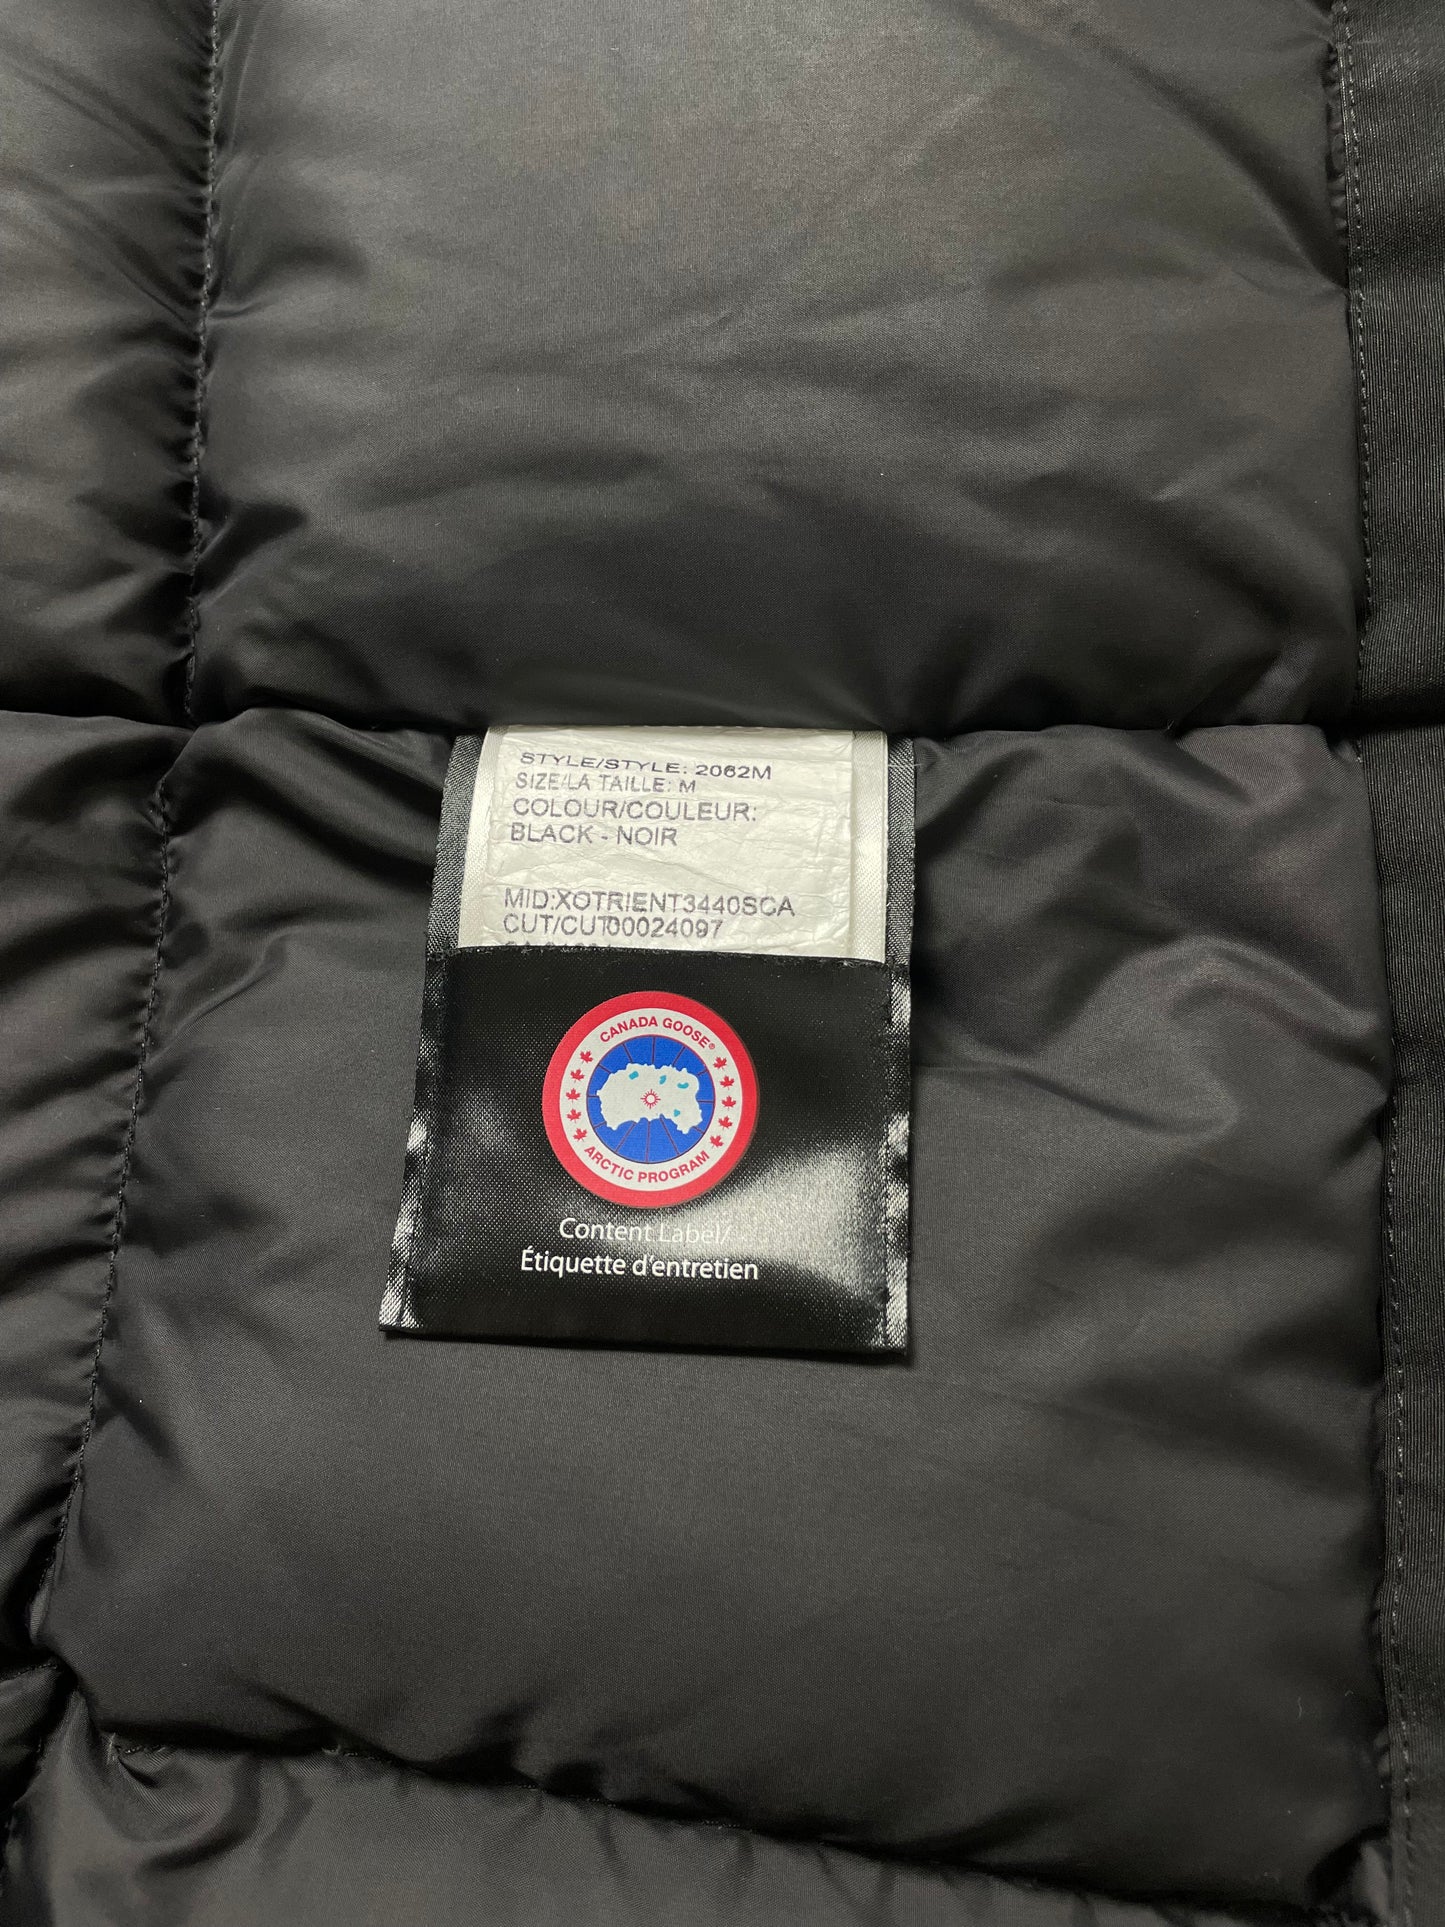 STYLE/STYLE: 2062M
SIZE/LA TAILLE: M
COLOUR/COULEUR:
BLACK - NOIR
MID:XOTRIENT3440SCA
CUT/CUT00024097
CANADA GOOSE®
ARCTIC PROGRAM
Content Label/
Étiquette d'entretien